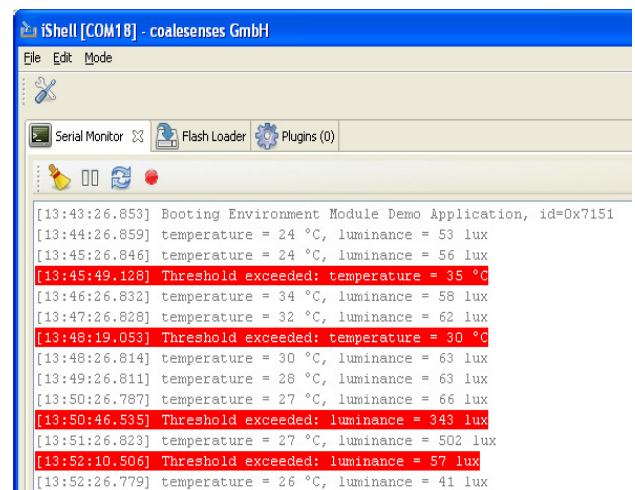 iShell [COM18] - coalesenses GmbH
File Edit Mode
Serial Monitor Flash Loader Plugins (0)
[13:43:26.853] Booting Environment Module Demo Application, id=0x7151
[13:44:26.859] temperature = 24 °C, luminance = 53 lux
[13:45:26.846] temperature = 24 °C, luminance = 56 lux
[13:45:49.128] Threshold exceeded: temperature = 35 °C
[13:46:26.832] temperature = 34 °C, luminance = 58 lux
[13:47:26.828] temperature = 32 °C, luminance = 62 lux
[13:48:19.053] Threshold exceeded: temperature = 30 °C
[13:48:26.814] temperature = 30 °C, luminance = 63 lux
[13:49:26.811] temperature = 28 °C, luminance = 63 lux
[13:50:26.787] temperature = 27 °C, luminance = 66 lux
[13:50:46.535] Threshold exceeded: luminance = 343 lux
[13:51:26.823] temperature = 27 °C, luminance = 502 lux
[13:52:10.506] Threshold exceeded: luminance = 57 lux
[13:52:26.779] temperature = 26 °C, luminance = 41 lux